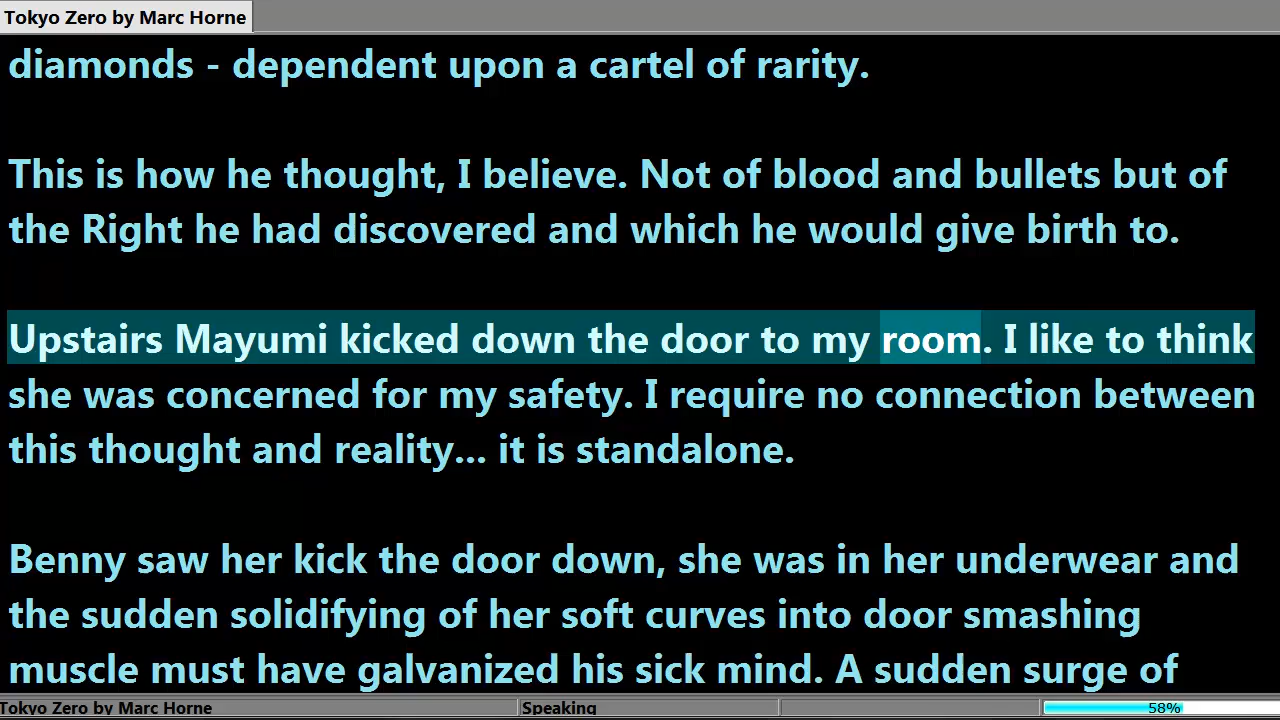 Tokyo Zero by Marc Horne
diamonds - dependent upon a cartel of rarity.
This is how he thought, I believe. Not of blood and bullets but of
the Right he had discovered and which he would give birth to.
Upstairs Mayumi kicked down the door to my room. I like to think
she was concerned for my safety. I require no connection between
this thought and reality... it is standalone.
Benny saw her kick the door down, she was in her underwear and
the sudden solidifying of her soft curves into door smashing
muscle must have galvanized his sick mind. A sudden surge of
Tokyo Zero by Marc Horne
Speaking
58%